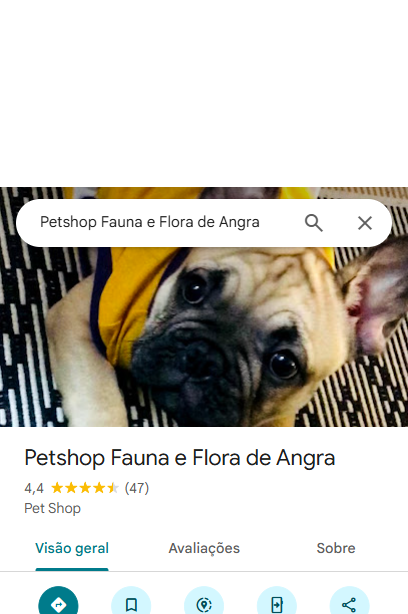 Petshop Fauna e Flora de Angra
Petshop Fauna e Flora de Angra
4,4 (47)
Pet Shop
Visão geral Avaliações Sobre